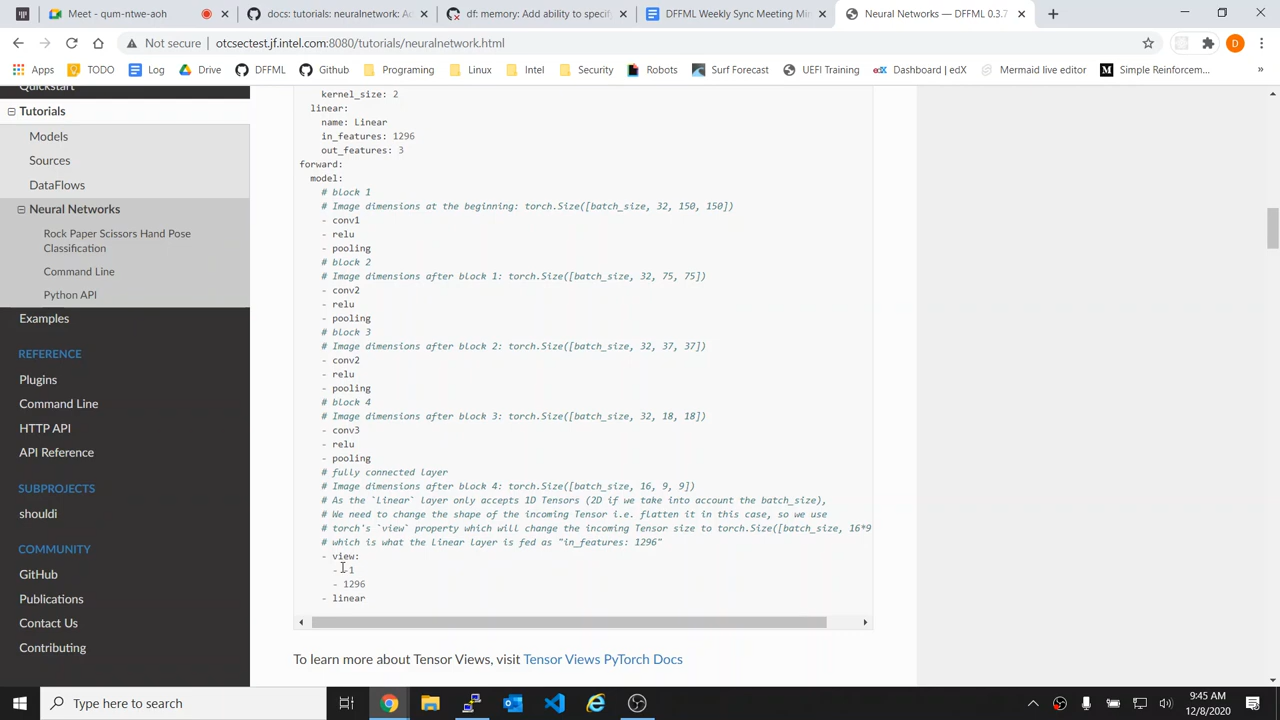 Meet - qum-ntwe-aoh
docs: tutorials: neuralnetwork: Ad
df: memory: Add ability to specif
DFFML Weekly Sync Meeting Min
Neural Networks — DFFML 0.3.7
Not secure | otcsectest.jf.intel.com:8080/tutorials/neuralnetwork.html
D
Apps
TODO
Log
Drive
DFFML
Github
Programing
Linux
Intel
Security
Robots
Surf Forecast
UEFI Training
Dashboard | edX
Mermaid live editor
Simple Reinforcem...
»
Quickstart
Tutorials
Models
Sources
DataFlows
Neural Networks
Rock Paper Scissors Hand Pose
Classification
Command Line
Python API
Examples
REFERENCE
Plugins
Command Line
HTTP API
API Reference
SUBPROJECTS
shouldi
COMMUNITY
GitHub
Publications
Contact Us
Contributing
kernel_size: 2
linear:
name: Linear
in_features: 1296
out_features: 3
forward:
model:
# block 1
# Image dimensions at the beginning: torch.Size([batch_size, 32, 150, 150])
- conv1
- relu
- pooling
# block 2
# Image dimensions after block 1: torch.Size([batch_size, 32, 75, 75])
- conv2
- relu
- pooling
# block 3
# Image dimensions after block 2: torch.Size([batch_size, 32, 37, 37])
- conv2
- relu
- pooling
# block 4
# Image dimensions after block 3: torch.Size([batch_size, 32, 18, 18])
- conv3
- relu
- pooling
# fully connected layer
# Image dimensions after block 4: torch.Size([batch_size, 16, 9, 9])
# As the `linear` layer only accepts 1D Tensors (2D if we take into account the batch_size),
# We need to change the shape of the incoming Tensor i.e. flatten it in this case, so we use
# torch's `view` property which will change the incoming Tensor size to torch.Size([batch_size, 16*9
# which is what the Linear layer is fed as "in_features: 1296"
- view:
- -1
- 1296
- linear
To learn more about Tensor Views, visit Tensor Views PyTorch Docs
Type here to search
9:45 AM
12/8/2020